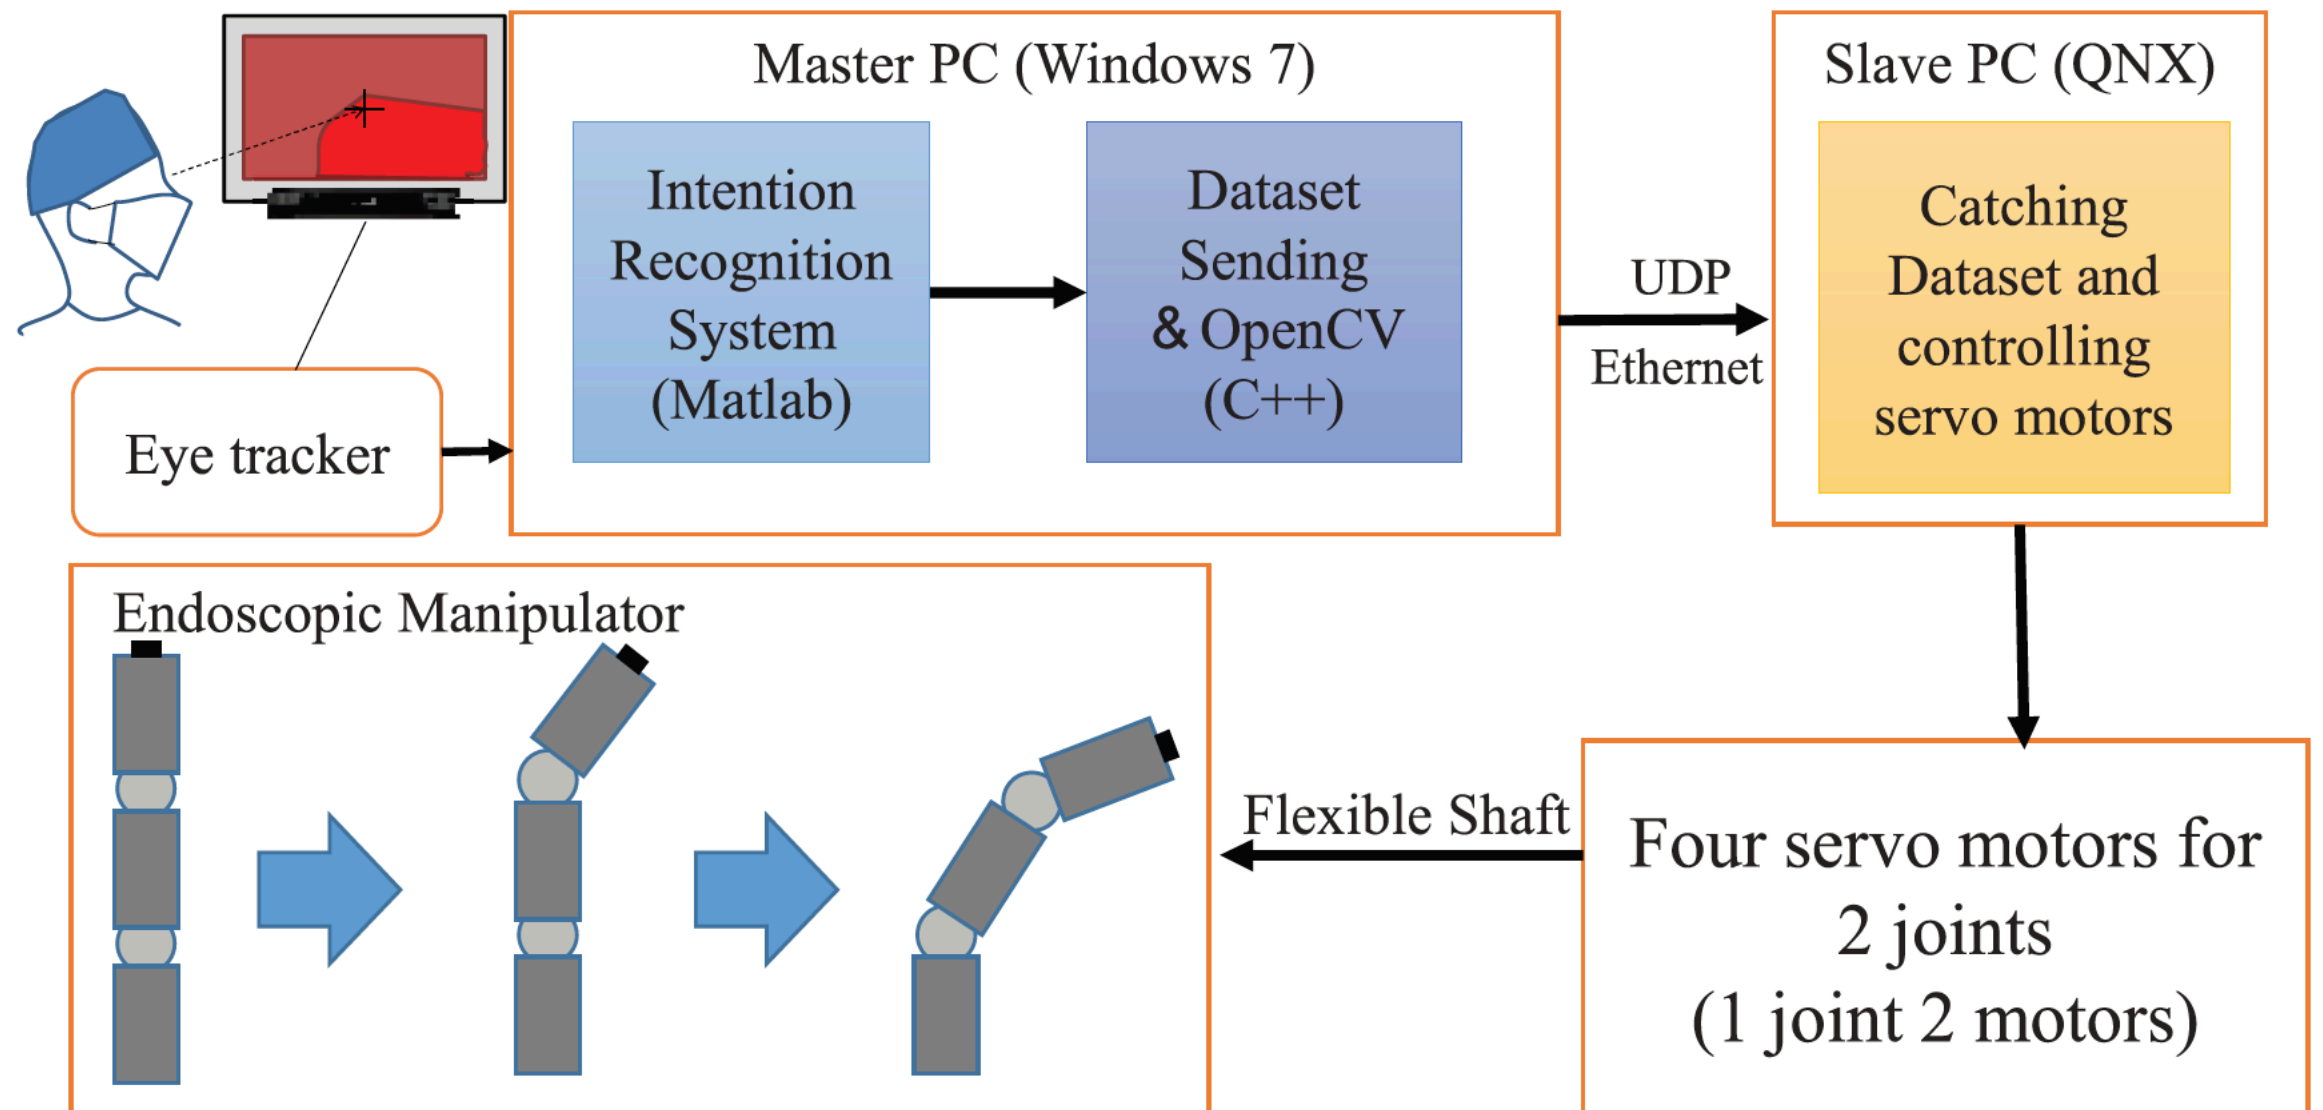 Master PC (Windows 7)
Intention
Recognition
System
(Matlab)
Dataset
Sending
& OpenCV
(C++)
UDP
Ethernet
Slave PC (QNX)
Catching
Dataset and
controlling
servo motors
Eye tracker
Endoscopic Manipulator
Flexible Shaft
Four servo motors for
2 joints
(1 joint 2 motors)